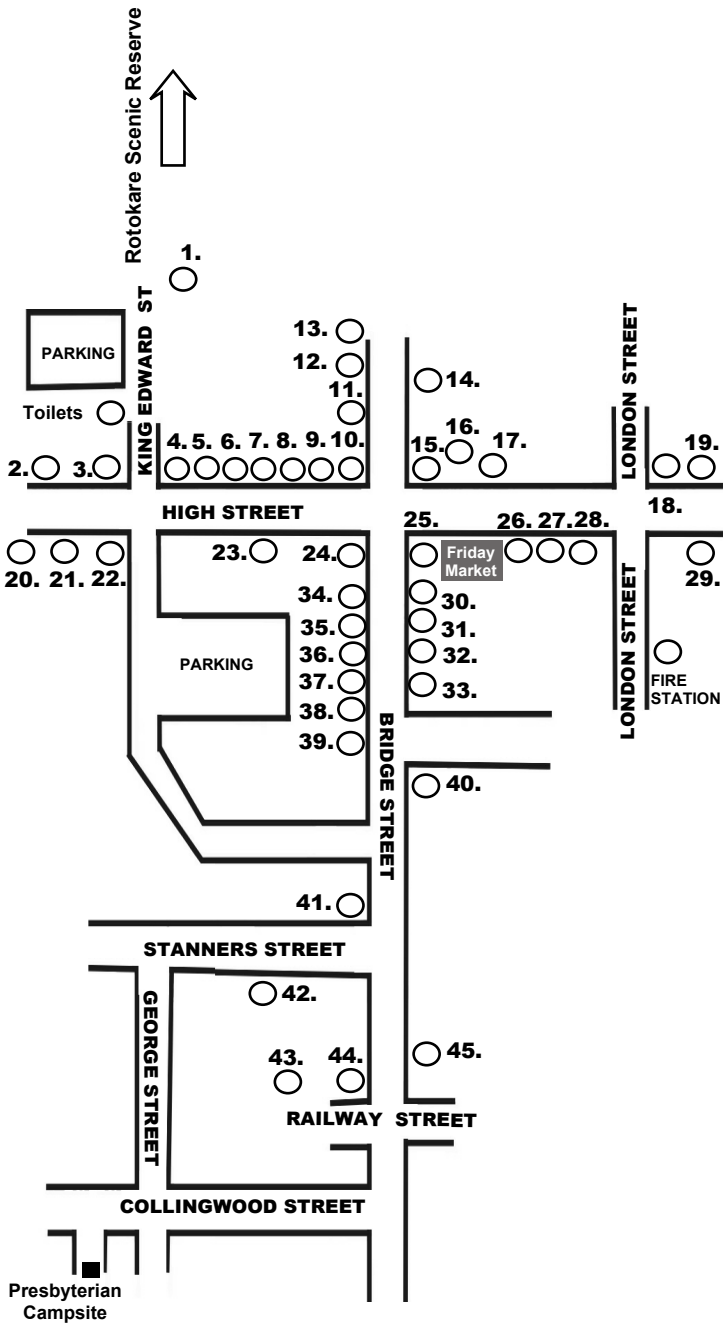 Rotokare Scenic Reserve
1.
KING EDWARD ST
LONDON STREET
13.
PARKING
12.
14.
11.
Toilets
16.
4. 5. 6. 7. 8. 9. 10.
15.
17.
2.
3.
19.
18.
HIGH STREET
25.
26. 27. 28.
23.
24.
Friday
Market
20. 21. 22.
29.
34.
30.
35.
31.
36.
32.
PARKING
37.
33.
FIRE
STATION
LONDON STREET
38.
39.
BRIDGE STREET
40.
41.
STANNERS STREET
42.
GEORGE STREET
43.
44.
45.
RAILWAY STREET
COLLINGWOOD STREET
Presbyterian
Campsite